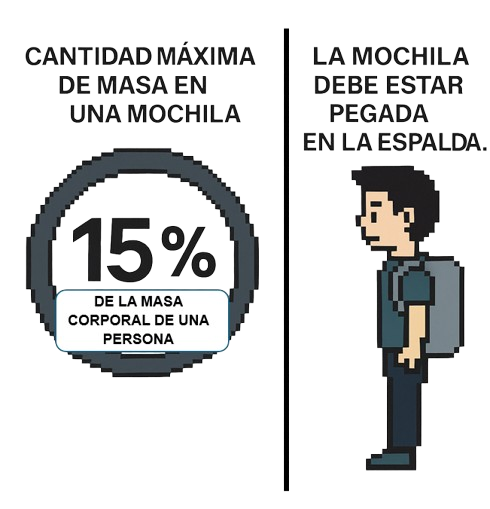 CANTIDAD MÁXIMA
DE MASA EN
UNA MOCHILA
15%
DE LA MASA
CORPORAL DE UNA
PERSONA
LA MOCHILA
DEBE ESTAR
PEGADA
EN LA ESPALDA.